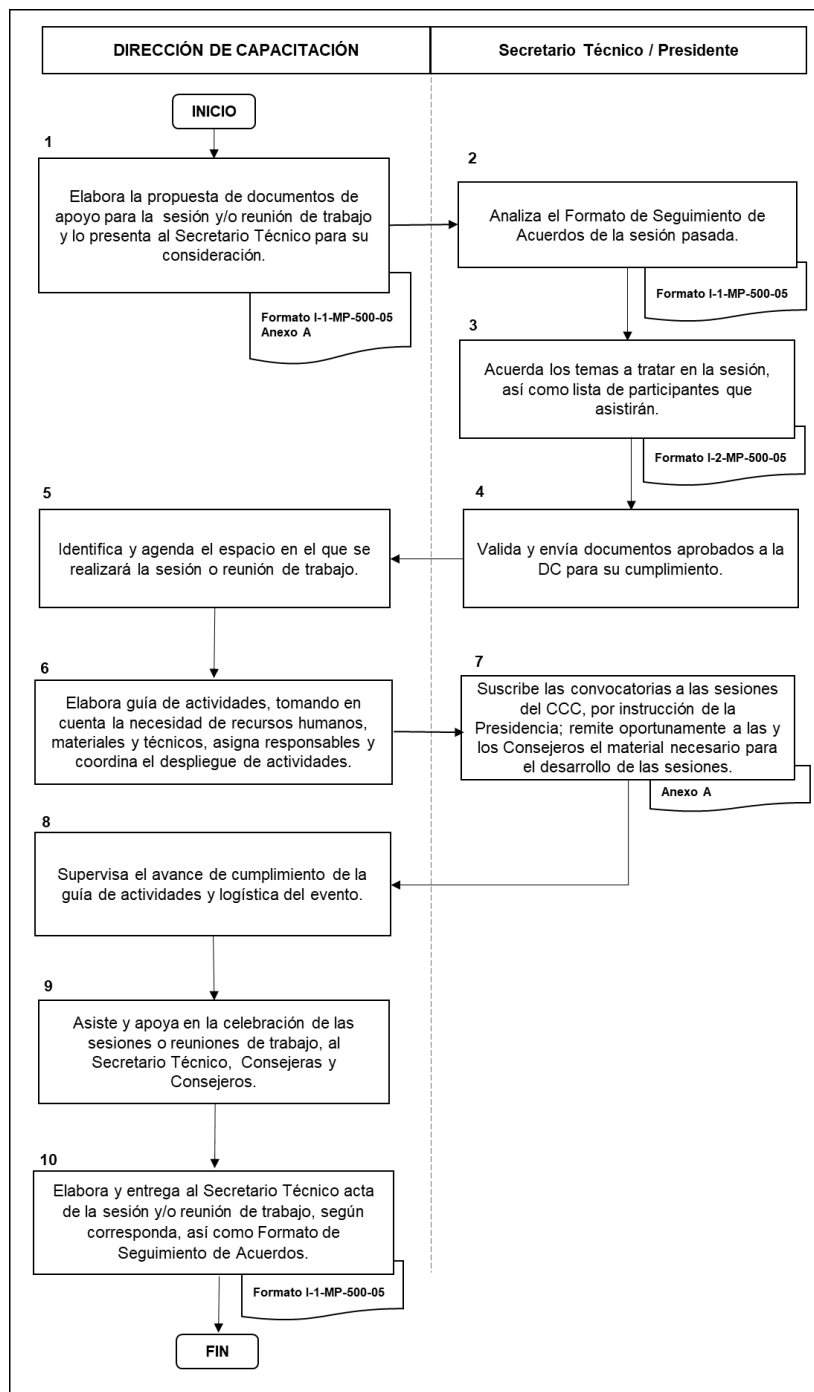 DIRECCIÓN DE CAPACITACIÓN
Secretario Técnico / Presidente
INICIO
1
Elabora la propuesta de documentos de
apoyo para la sesión y/o reunión de trabajo
y lo presenta al Secretario Técnico para su
consideración.
Formato I-1-MP-500-05
Anexo A
2
Analiza el Formato de Seguimiento de
Acuerdos de la sesión pasada.
Formato I-1-MP-500-05
3
Acuerda los temas a tratar en la sesión,
así como lista de participantes que
asistirán.
Formato I-2-MP-500-05
4
Valida y envía documentos aprobados a la
DC para su cumplimiento.
5
Identifica y agenda el espacio en el que se
realizará la sesión o reunión de trabajo.
6
Elabora guía de actividades, tomando en
cuenta la necesidad de recursos humanos,
materiales y técnicos, asigna responsables y
coordina el despliegue de actividades.
7
Suscribe las convocatorias a las sesiones
del CCC, por instrucción de la
Presidencia; remite oportunamente a las y
los Consejeros el material necesario para
el desarrollo de las sesiones.
Anexo A
8
Supervisa el avance de cumplimiento de la
guía de actividades y logística del evento.
9
Asiste y apoya en la celebración de las
sesiones o reuniones de trabajo, al
Secretario Técnico, Consejeras y
Consejeros.
10
Elabora y entrega al Secretario Técnico acta
de la sesión y/o reunión de trabajo, según
corresponda, así como Formato de
Seguimiento de Acuerdos.
Formato I-1-MP-500-05
FIN